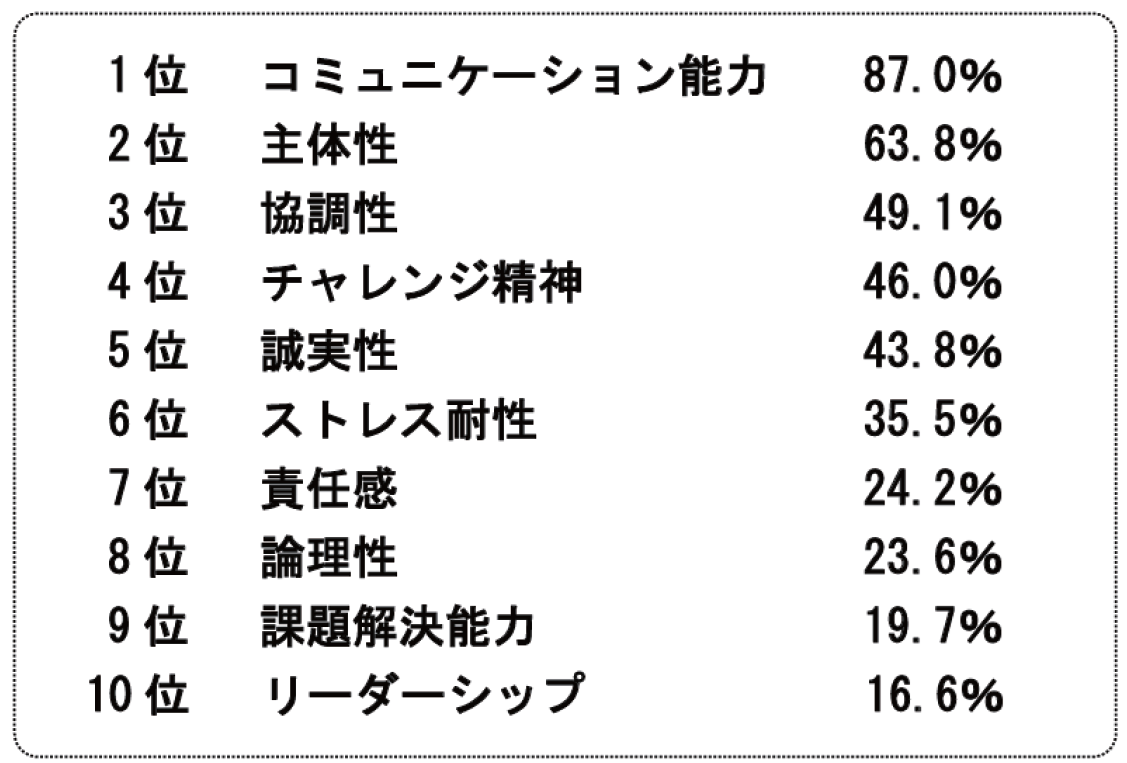 1位 コミュニケーション能力 87.0%
2位 主体性 63.8%
3位 協調性 49.1%
4位 チャレンジ精神 46.0%
5位 誠実性 43.8%
6位 ストレス耐性 35.5%
7位 責任感 24.2%
8位 論理性 23.6%
9位 課題解決能力 19.7%
10位 リーダーシップ 16.6%